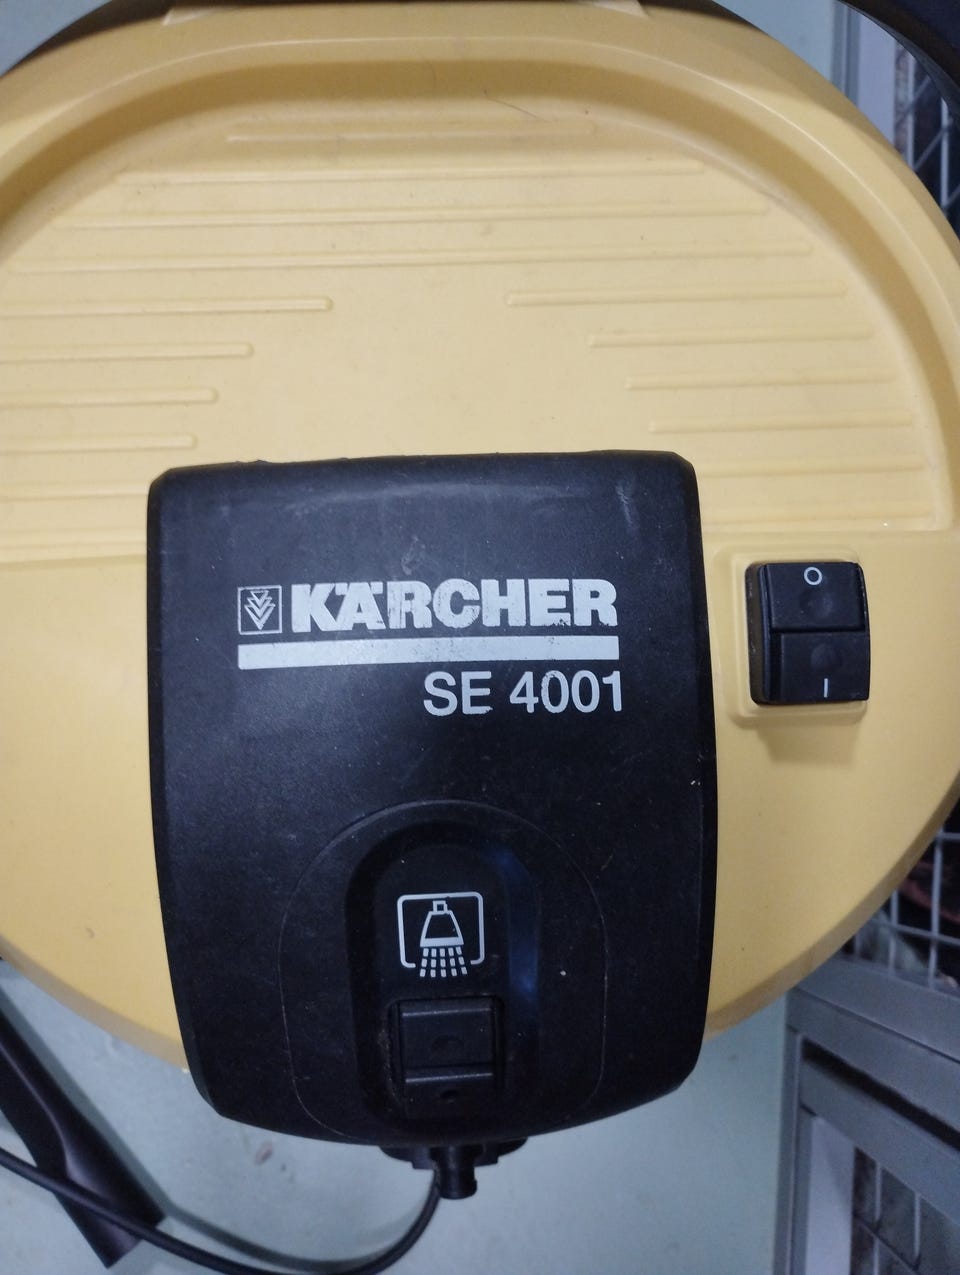 KÄRCHER
SE 4001
O
I